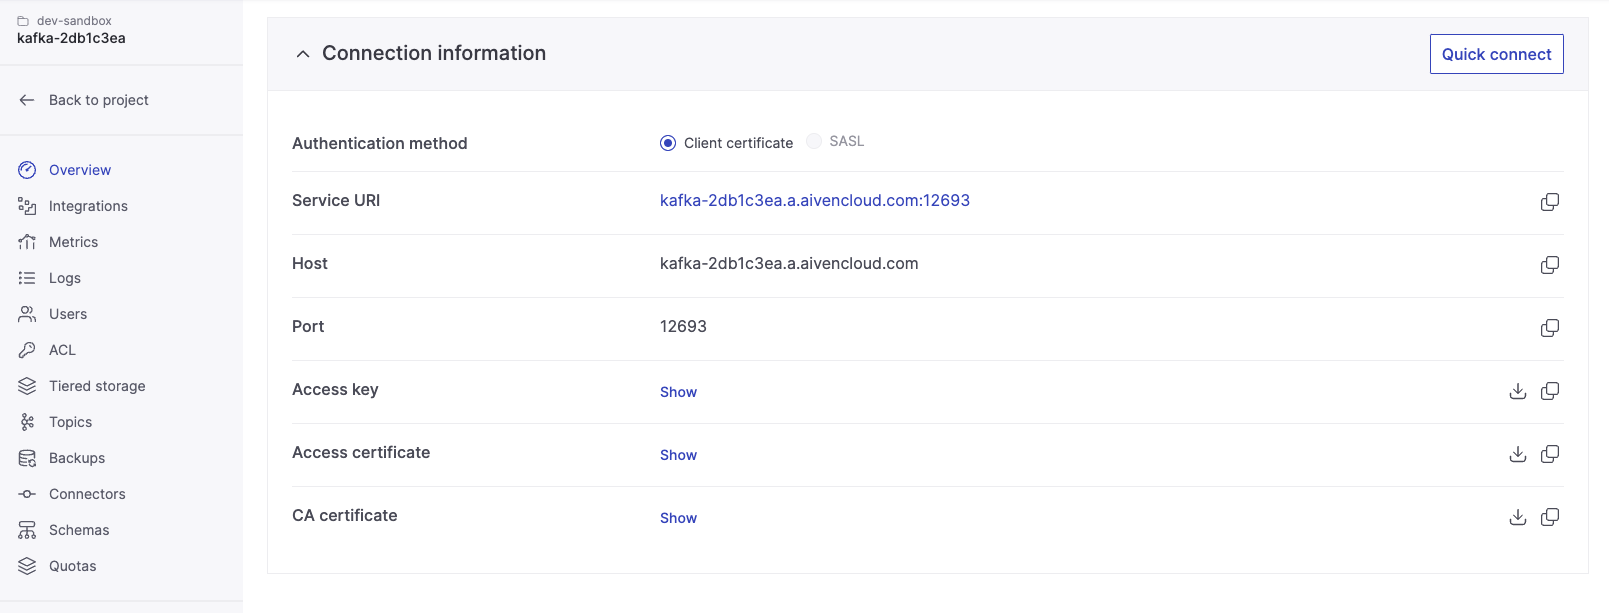 dev-sandbox
kafka-2db1c3ea
Back to project
Overview
Integrations
Metrics
Logs
Users
ACL
Tiered storage
Topics
Backups
Connectors
Schemas
Quotas
Connection information
Quick connect
Authentication method Client certificate SASL
Service URI kafka-2db1c3ea.a.aivencloud.com:12693
Host kafka-2db1c3ea.a.aivencloud.com
Port 12693
Access key Show
Access certificate Show
CA certificate Show